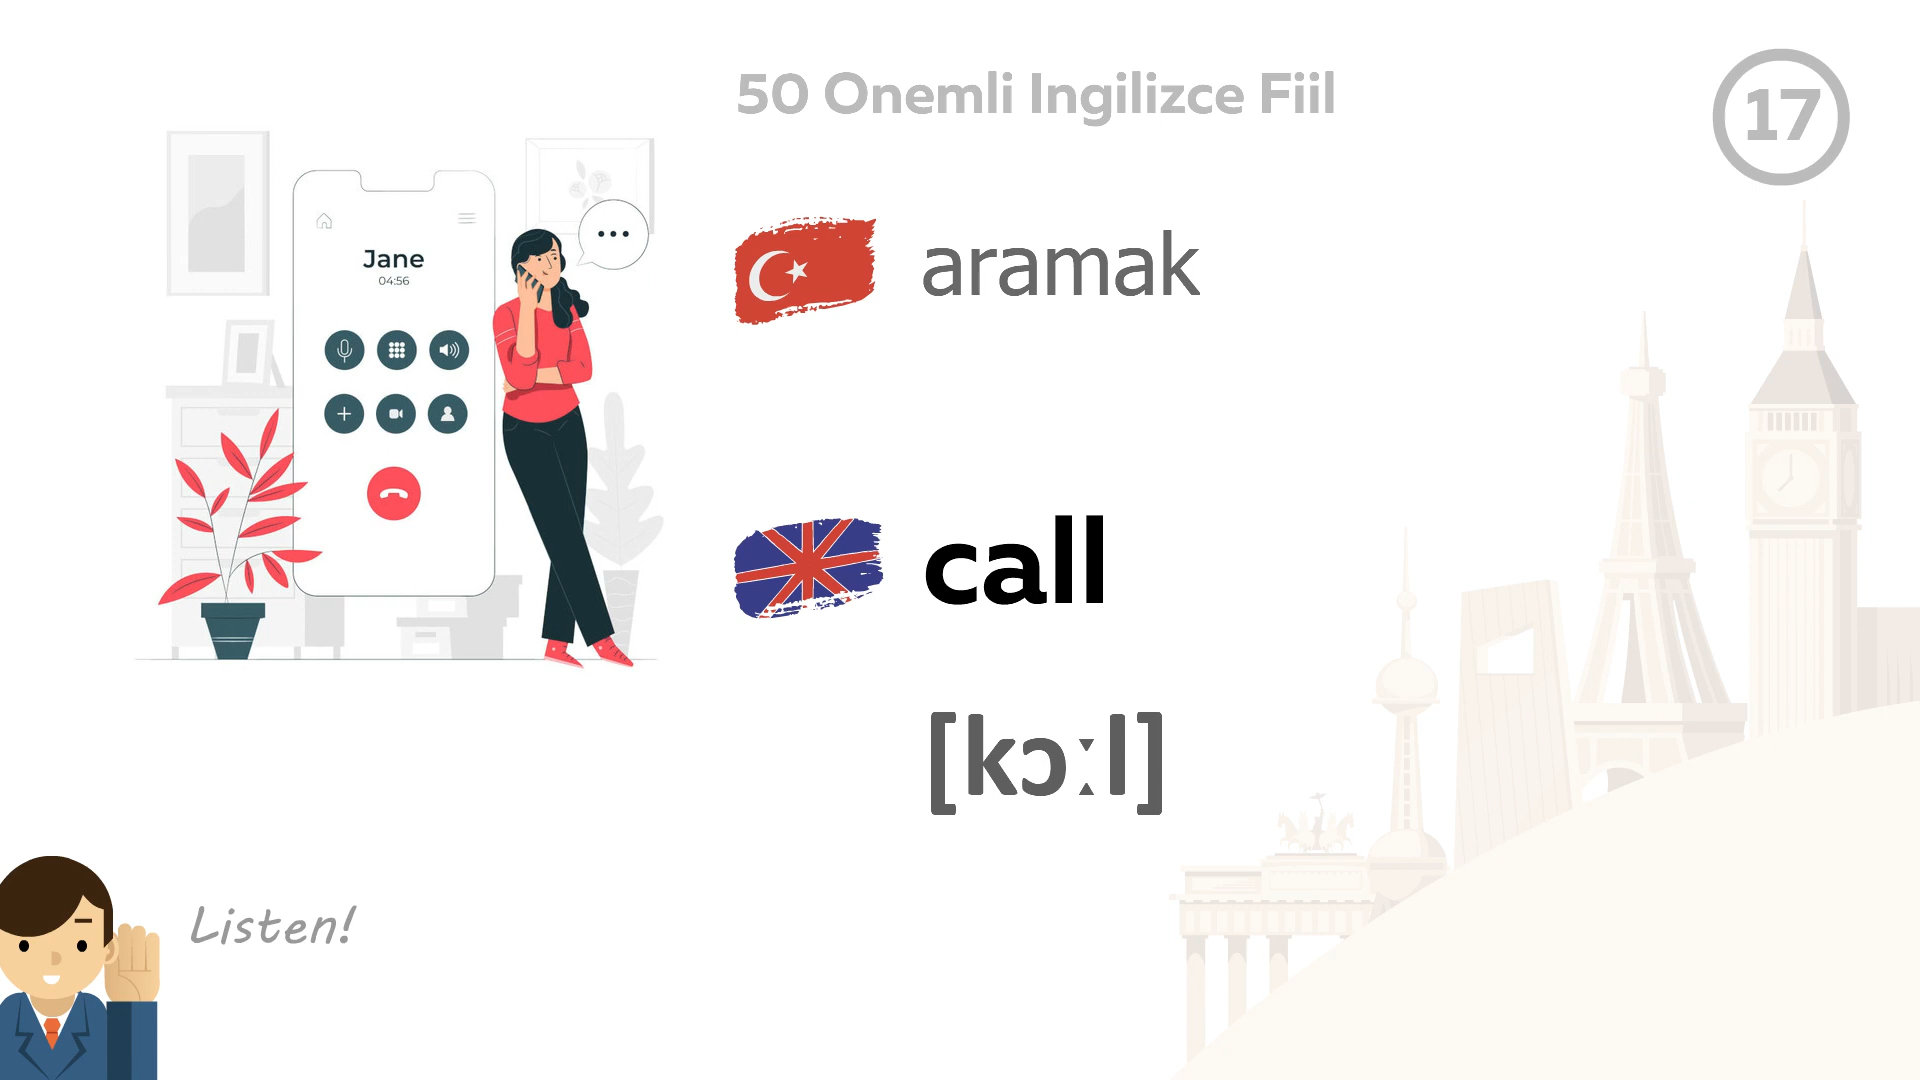 50 Onemli Ingilizce Fiil
17
Jane
04:56
aramak
call
[kɔːl]
Listen!